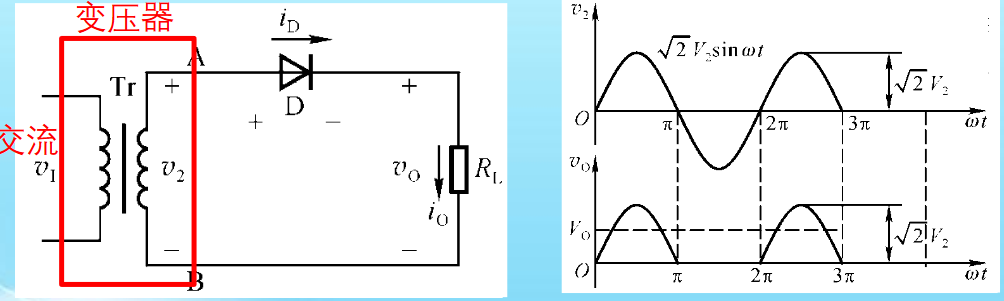 变压器
i_D
A
Tr
+
+
D
+ −
交流
v_1
v_2
v_O
R_L
i_O
−
−
B
v_2
√2 V_2 sin ωt
√2 V_2
O
π
2π
3π
ωt
v_O
V_O
√2 V_2
O
π
2π
3π
ωt